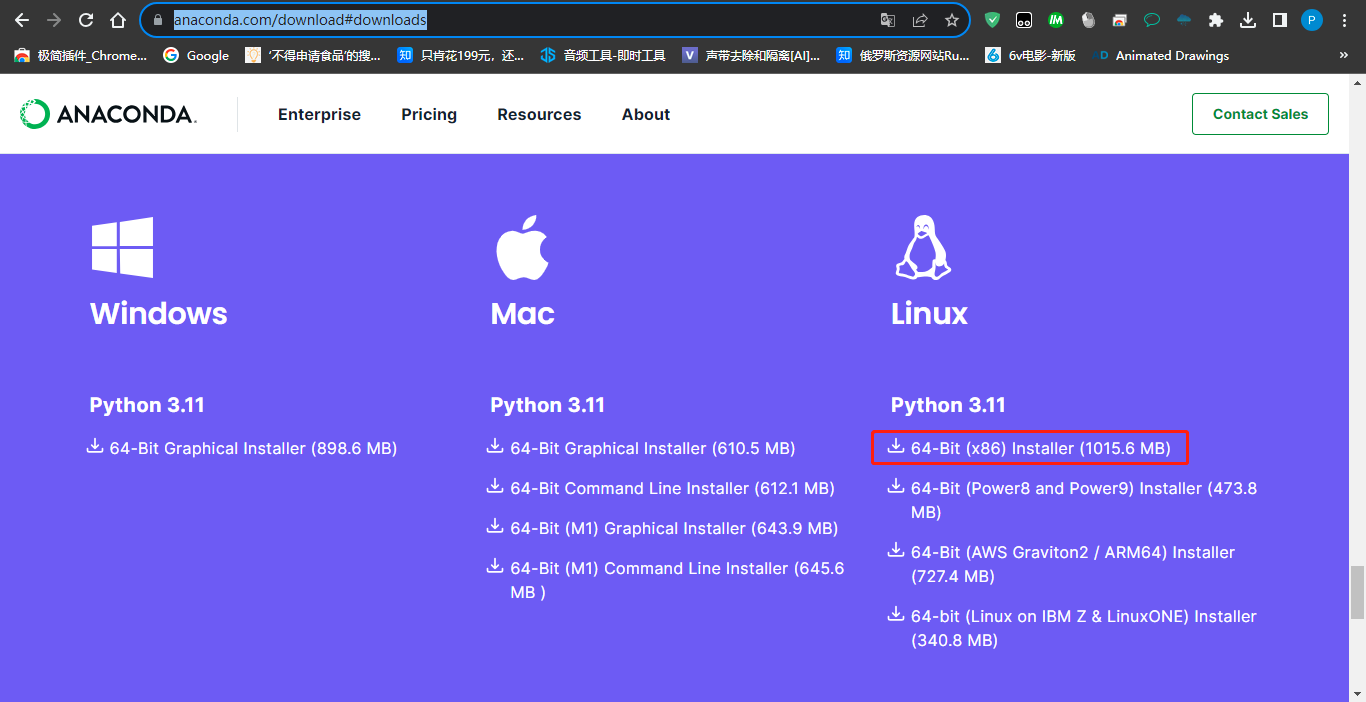 anaconda.com/download#downloads
极简插件_Chrome...
Google
‘不得申请食品’的搜...
只肯花199元，还...
音频工具-即时工具
声带去除和隔离[AI]...
俄罗斯资源网站Ru...
6v电影-新版
Animated Drawings
ANACONDA.
Enterprise
Pricing
Resources
About
Contact Sales
Windows
Python 3.11
64-Bit Graphical Installer (898.6 MB)
Mac
Python 3.11
64-Bit Graphical Installer (610.5 MB)
64-Bit Command Line Installer (612.1 MB)
64-Bit (M1) Graphical Installer (643.9 MB)
64-Bit (M1) Command Line Installer (645.6
MB )
Linux
Python 3.11
64-Bit (x86) Installer (1015.6 MB)
64-Bit (Power8 and Power9) Installer (473.8
MB)
64-Bit (AWS Graviton2 / ARM64) Installer
(727.4 MB)
64-bit (Linux on IBM Z & LinuxONE) Installer
(340.8 MB)